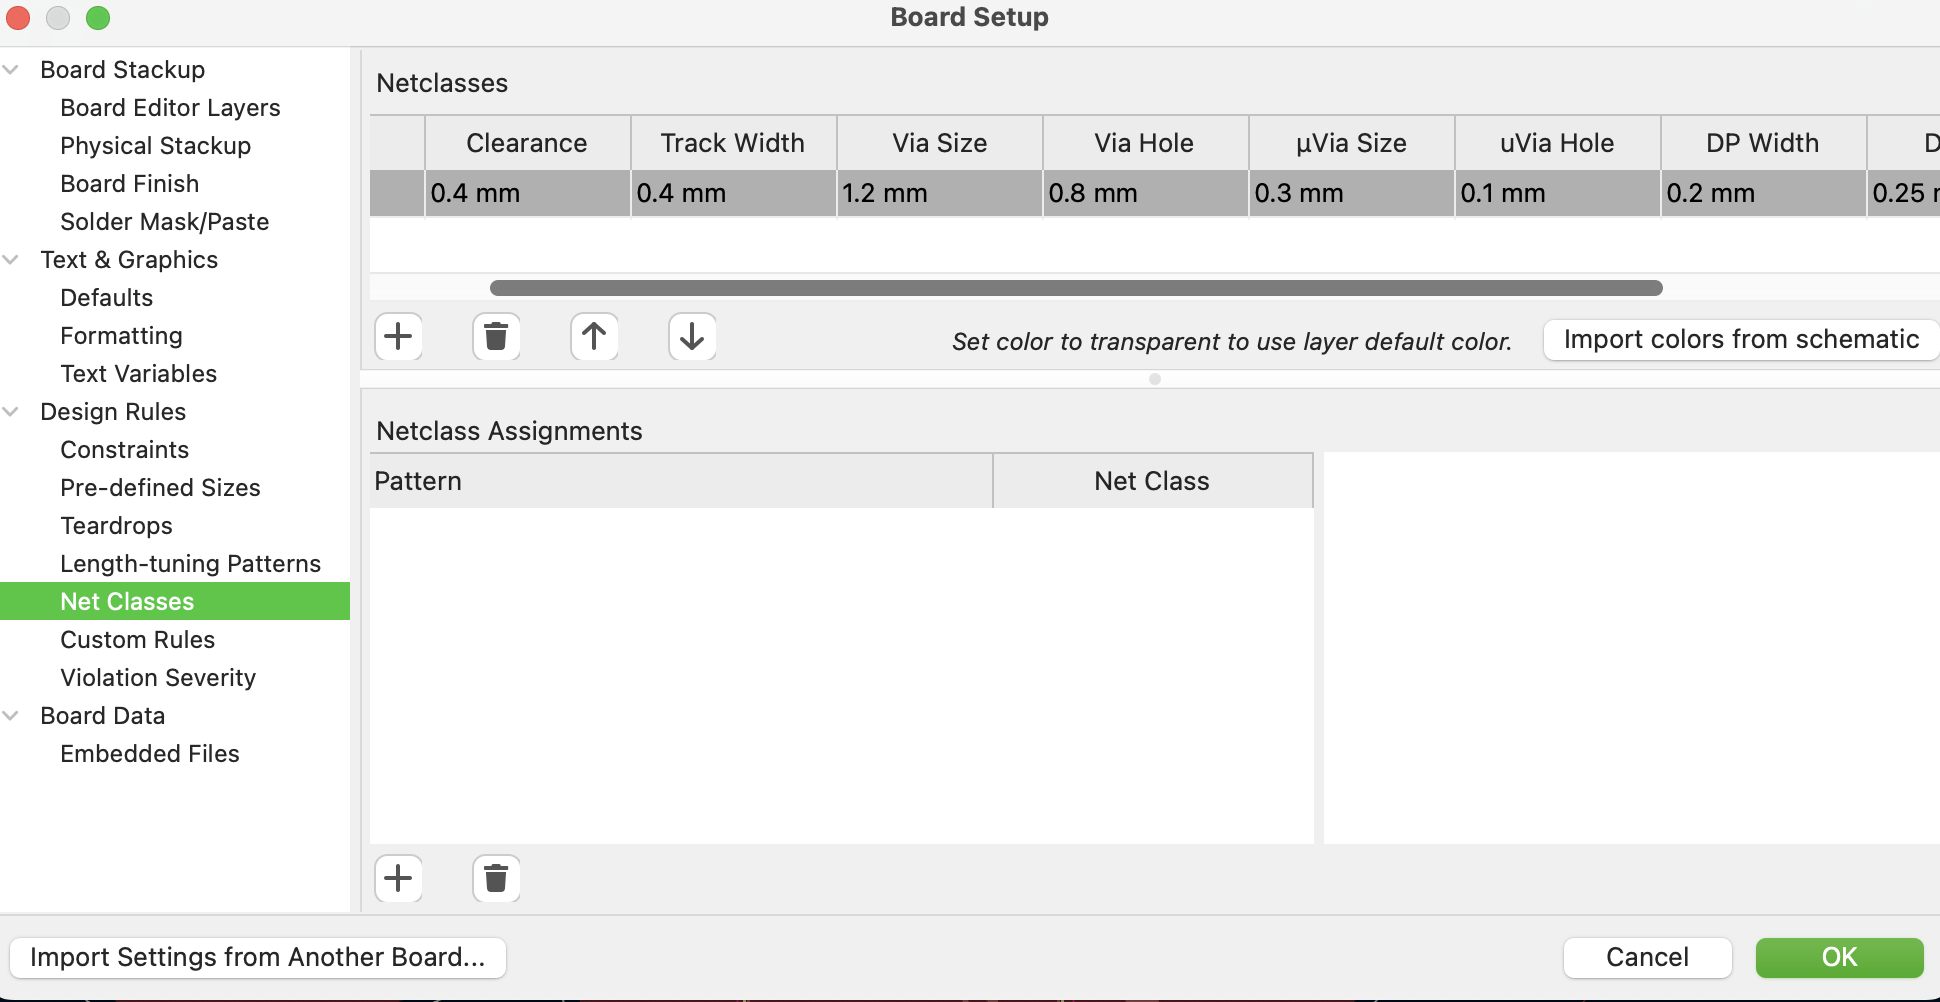 Board Setup
Board Stackup
Board Editor Layers
Physical Stackup
Board Finish
Solder Mask/Paste
Text & Graphics
Defaults
Formatting
Text Variables
Design Rules
Constraints
Pre-defined Sizes
Teardrops
Length-tuning Patterns
Net Classes
Custom Rules
Violation Severity
Board Data
Embedded Files
Netclasses
Clearance Track Width Via Size Via Hole µVia Size uVia Hole DP Width D
0.4 mm 0.4 mm 1.2 mm 0.8 mm 0.3 mm 0.1 mm 0.2 mm 0.25
Set color to transparent to use layer default color. Import colors from schematic
Netclass Assignments
Pattern Net Class
Import Settings from Another Board... Cancel OK